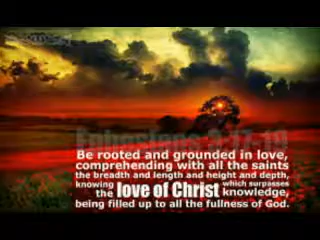 Ephesians 3:17-19
Be rooted and grounded in love,
comprehending with all the saints
the breadth and length and height and depth,
knowing the love of Christ which surpasses knowledge,
being filled up to all the fullness of God.